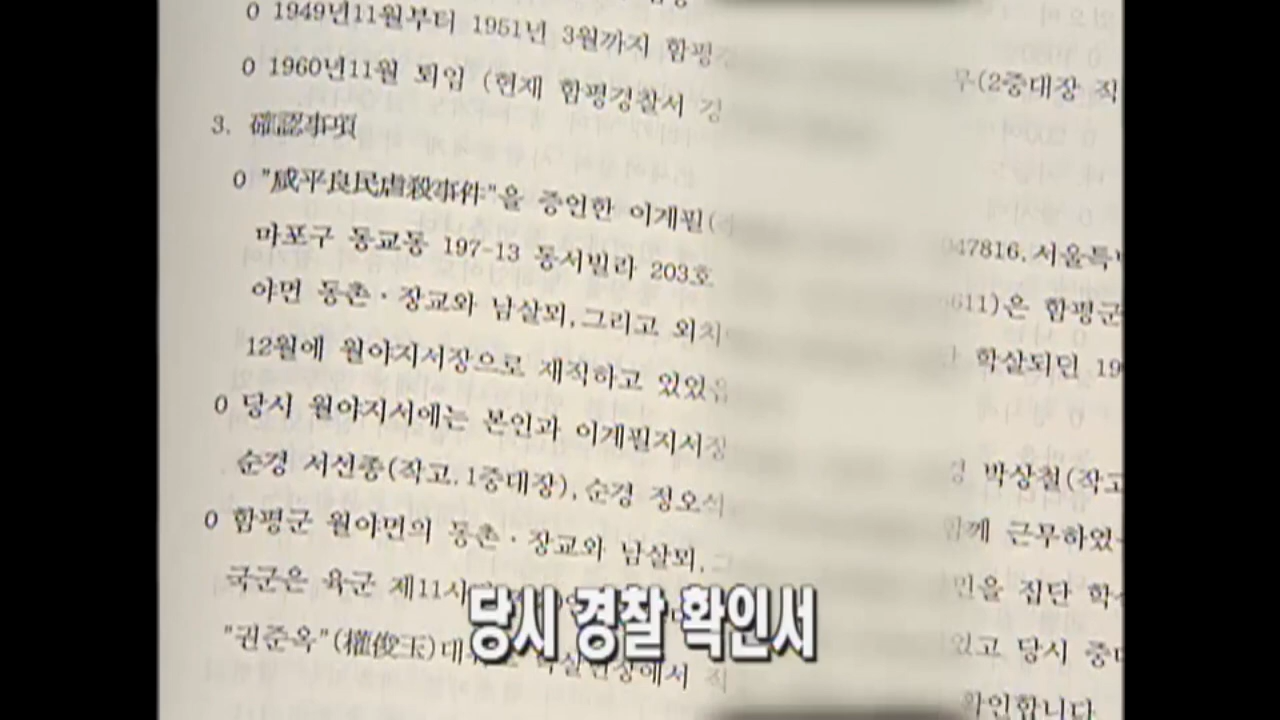 0 1949년11월부터 1951년 3월까지 함평
0 1960년11월 퇴임 (현재 함평경찰서 경 무(2중대장 직
3. 確認事項
0 "咸平良民虐殺事件"을 증인한 이계필(
마포구 동교동 197-13 동서빌라 203호 047816. 서울특
야면 동촌·장교와 남살뫼,그리고 외치 611)은 함평군
12월에 월야지서장으로 재직하고 있었음 학살되던 19
0 당시 월야지서에는 본인과 이계필지서장
순경 서신종(작고.1중대장),순경 정오석 박상철(작고
0 함평군 월야면의 동촌·장교와 남살뫼, 함께 근무하였
국군은 육군 제11사 민을 집단 학
"권준옥"(權俊玉)대 학살현장에서 직 있고 당시 중대
확인합니다
당시 경찰 확인서